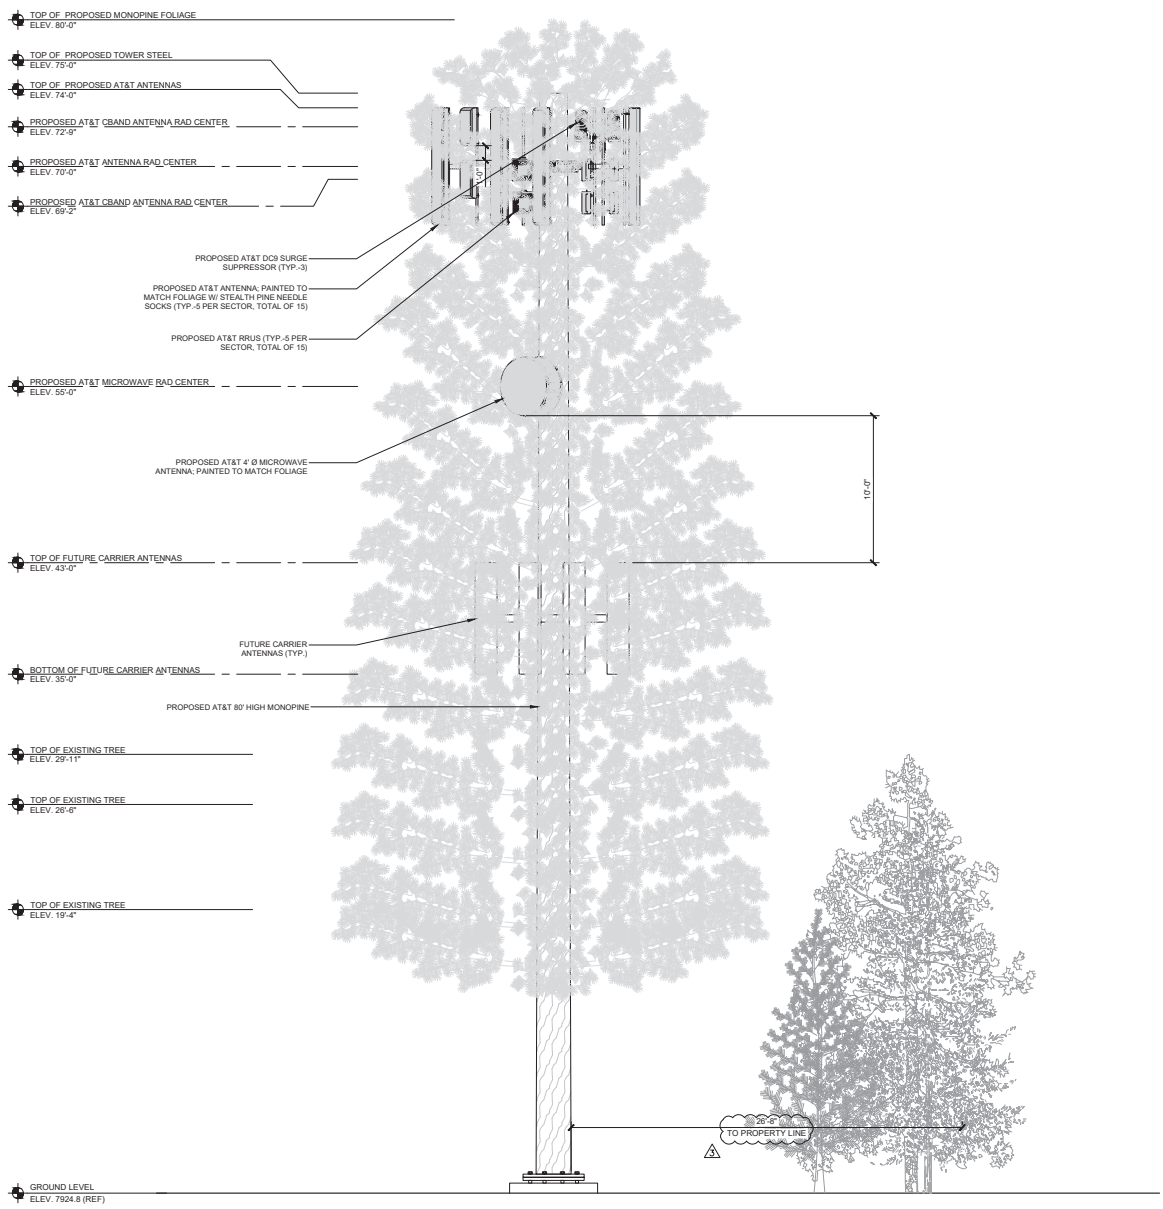 TOP OF PROPOSED MONOPINE FOLIAGE
ELEV. 80'-0"
TOP OF PROPOSED TOWER STEEL
ELEV. 75'-0"
TOP OF PROPOSED AT&T ANTENNAS
ELEV. 74'-0"
PROPOSED AT&T CBAND ANTENNA RAD CENTER
ELEV. 72'-9"
PROPOSED AT&T ANTENNA RAD CENTER
ELEV. 70'-0"
PROPOSED AT&T CBAND ANTENNA RAD CENTER
ELEV. 69'-2"
PROPOSED AT&T DC9 SURGE
SUPPRESSOR (TYP.-3)
PROPOSED AT&T ANTENNA; PAINTED TO
MATCH FOLIAGE W/ STEALTH PINE NEEDLE
SOCKS (TYP.-5 PER SECTOR, TOTAL OF 15)
PROPOSED AT&T RRUS (TYP.-5 PER
SECTOR, TOTAL OF 15)
PROPOSED AT&T MICROWAVE RAD CENTER
ELEV. 55'-0"
PROPOSED AT&T 4' Ø MICROWAVE
ANTENNA; PAINTED TO MATCH FOLIAGE
10'-0"
TOP OF FUTURE CARRIER ANTENNAS
ELEV. 43'-0"
FUTURE CARRIER
ANTENNAS (TYP.)
BOTTOM OF FUTURE CARRIER ANTENNAS
ELEV. 35'-0"
PROPOSED AT&T 80' HIGH MONOPINE
TOP OF EXISTING TREE
ELEV. 29'-11"
TOP OF EXISTING TREE
ELEV. 26'-6"
TOP OF EXISTING TREE
ELEV. 19'-4"
26'-8"
TO PROPERTY LINE
3
GROUND LEVEL
ELEV. 7924.8 (REF)